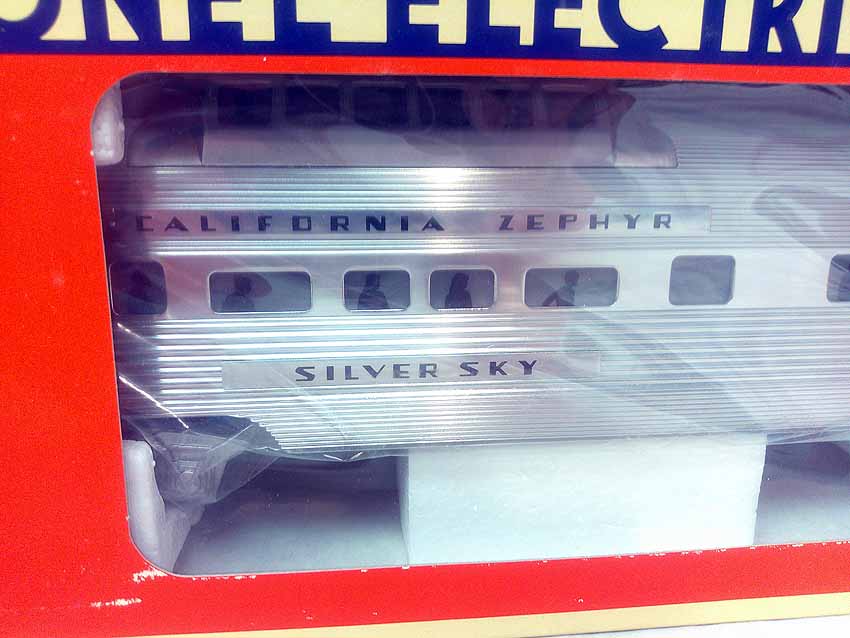 ONEL ELECTRI
CALIFORNIA ZEPHYR
SILVER SKY